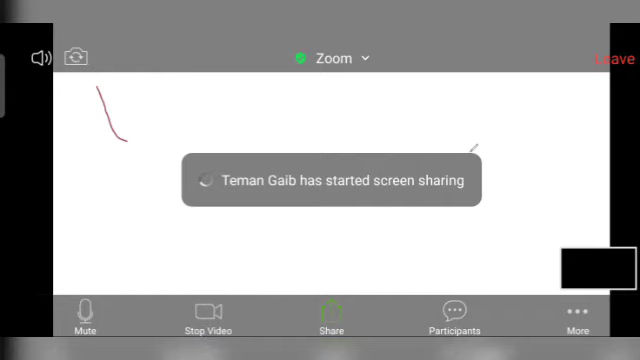 Zoom
Leave
Teman Gaib has started screen sharing
Mute
Stop Video
Share
Participants
More